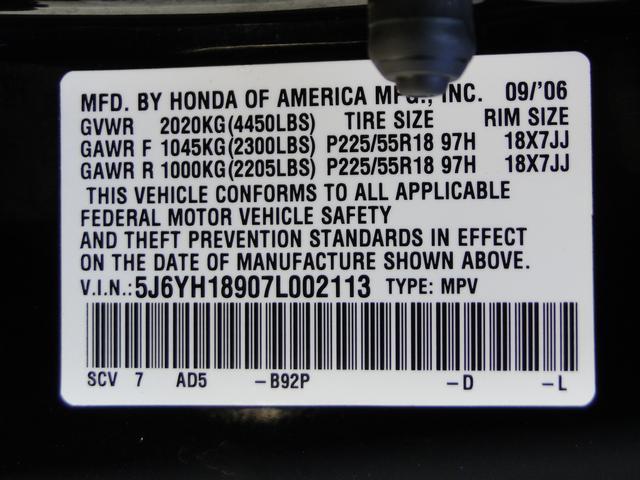 MFD. BY HONDA OF AMERICA MFG., INC. 09/'06
GVWR 2020KG(4450LBS) TIRE SIZE RIM SIZE
GAWR F 1045KG(2300LBS) P225/55R18 97H 18X7JJ
GAWR R 1000KG(2205LBS) P225/55R18 97H 18X7JJ
THIS VEHICLE CONFORMS TO ALL APPLICABLE
FEDERAL MOTOR VEHICLE SAFETY
AND THEFT PREVENTION STANDARDS IN EFFECT
ON THE DATE OF MANUFACTURE SHOWN ABOVE.
V.I.N.:5J6YH18907L002113 TYPE: MPV
SCV 7 AD5 -B92P -D -L